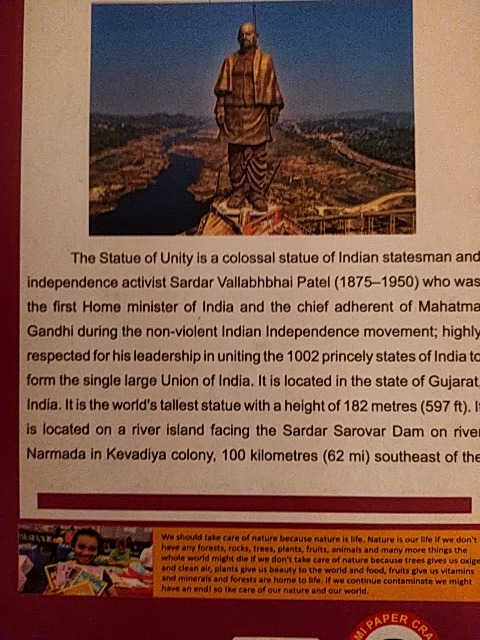 The Statue of Unity is a colossal statue of Indian statesman and
independence activist Sardar Vallabhbhai Patel (1875–1950) who was
the first Home minister of India and the chief adherent of Mahatma
Gandhi during the non-violent Indian Independence movement; highly
respected for his leadership in uniting the 1002 princely states of India to
form the single large Union of India. It is located in the state of Gujarat,
India. It is the world's tallest statue with a height of 182 metres (597 ft). It
is located on a river island facing the Sardar Sarovar Dam on river
Narmada in Kevadiya colony, 100 kilometres (62 mi) southeast of the
We should take care of nature because nature is life. Nature is our life If we don't
have any forests, rocks, trees, plants, fruits, animals and many more things the
whole world might die if we don't take care of nature because trees gives us oxige
and clean air, plants give us beauty to the world and food, fruits give us vitamins
and minerals and forests are home to life. If we continue contaminate we might
have an end! so tke care of our nature and our world.
MI PAPER CR